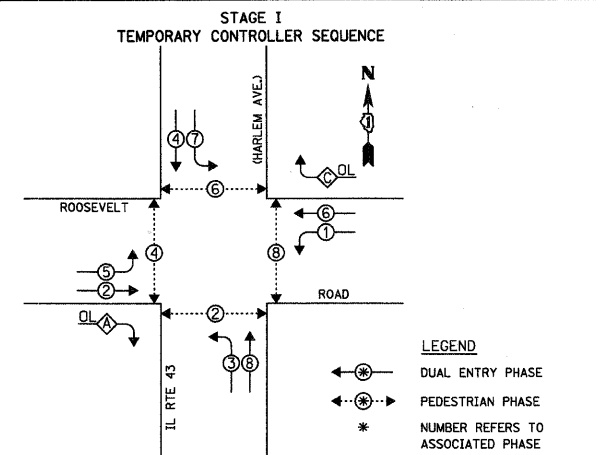 STAGE I
TEMPORARY CONTROLLER SEQUENCE
(HARLEM AVE.)
N
1
4 7
C OL
6
ROOSEVELT
6
1
4
8
5
2
ROAD
OL A
2
3 8
IL RTE 43
LEGEND
* DUAL ENTRY PHASE
* PEDESTRIAN PHASE
* NUMBER REFERS TO
ASSOCIATED PHASE